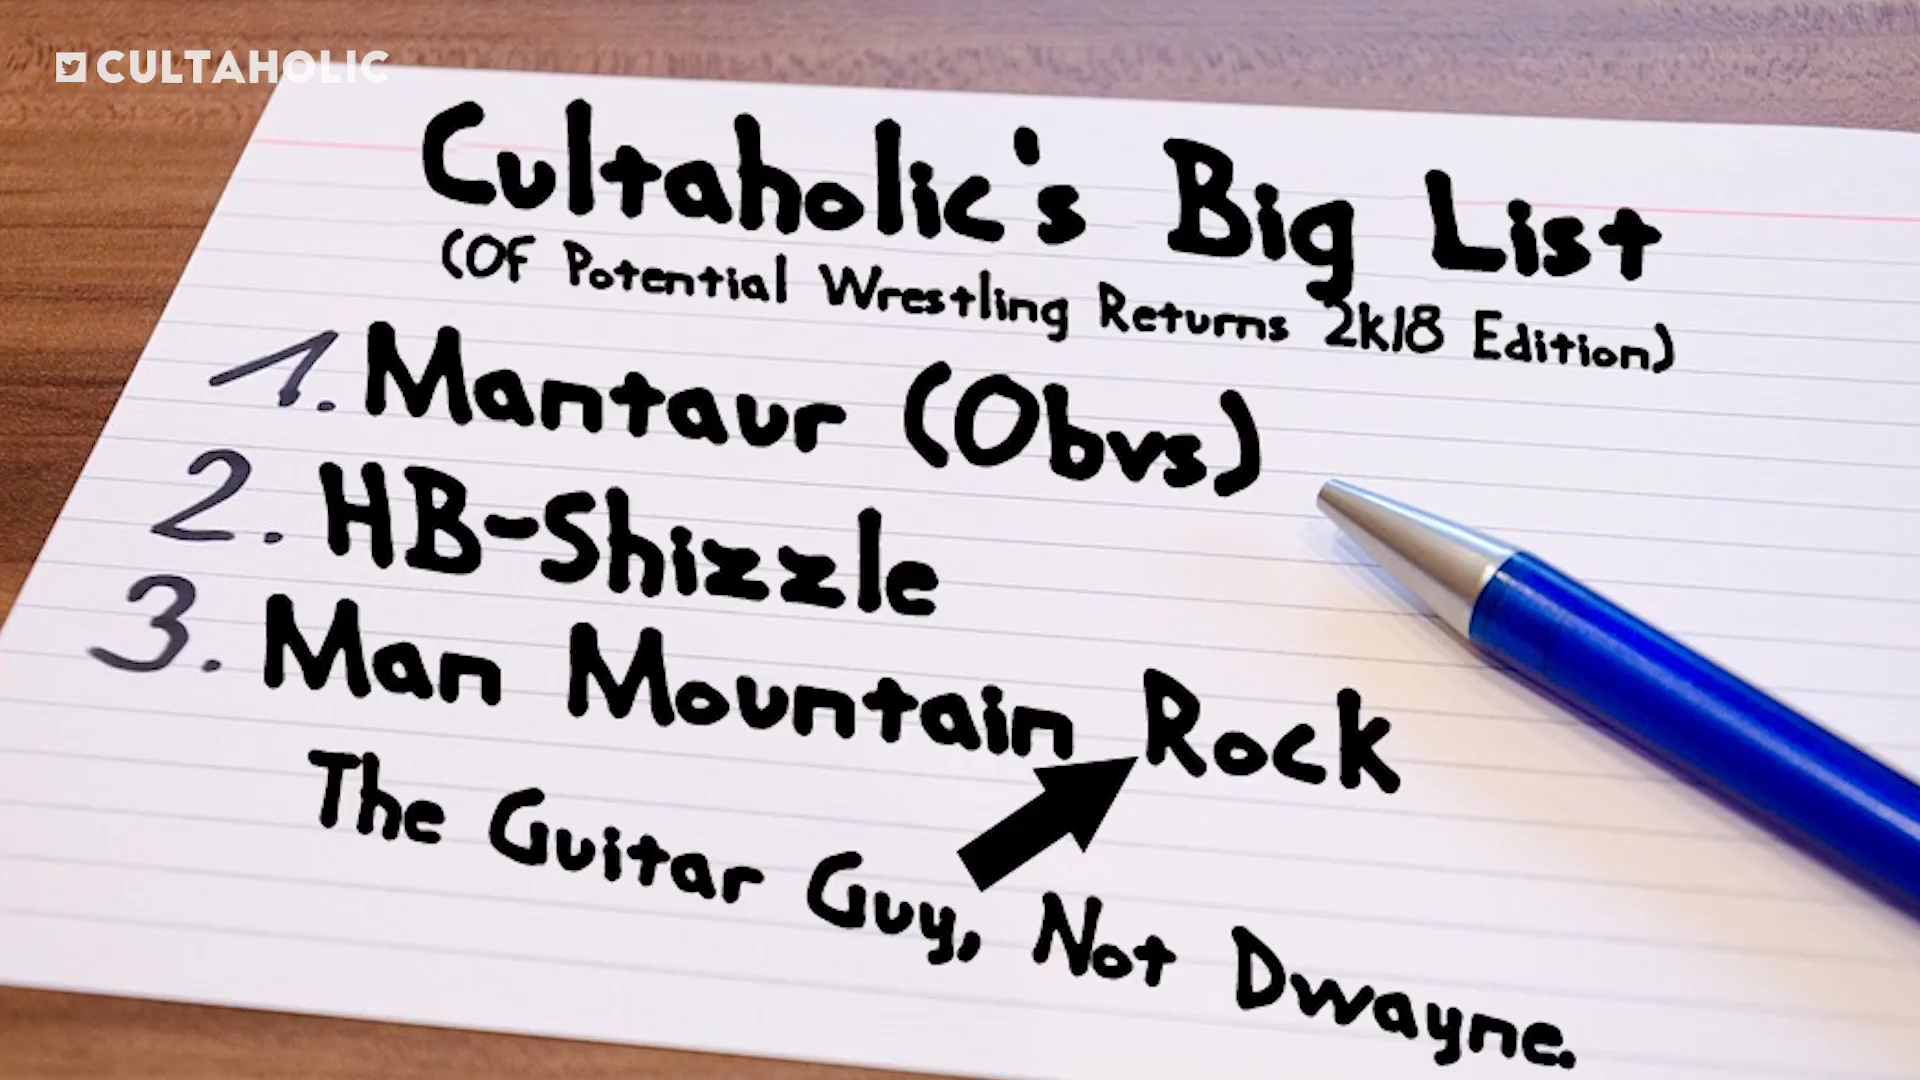 CULTAHOLIC
Cultaholic's Big List
(Of Potential Wrestling Returns 2k18 Edition)
1. Mantaur (Obvs)
2. HB-Shizzle
3. Man Mountain Rock
The Guitar Guy, Not Dwayne.